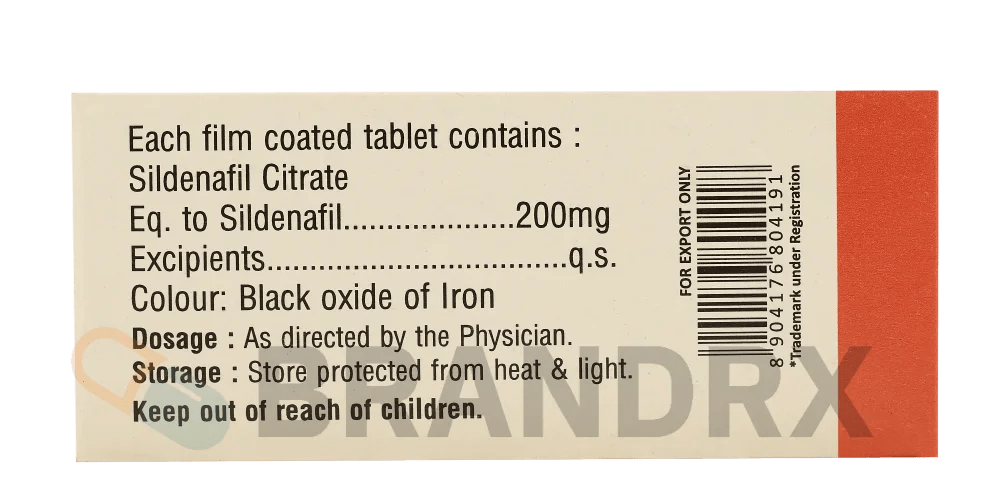 Each film coated tablet contains :
Sildenafil Citrate
Eq. to Sildenafil....................200mg
Excipients...................................q.s.
Colour: Black oxide of Iron
Dosage : As directed by the Physician.
Storage : Store protected from heat & light.
Keep out of reach of children.
FOR EXPORT ONLY
8 904176 804191
*Trademark under Registration
BRANDRX